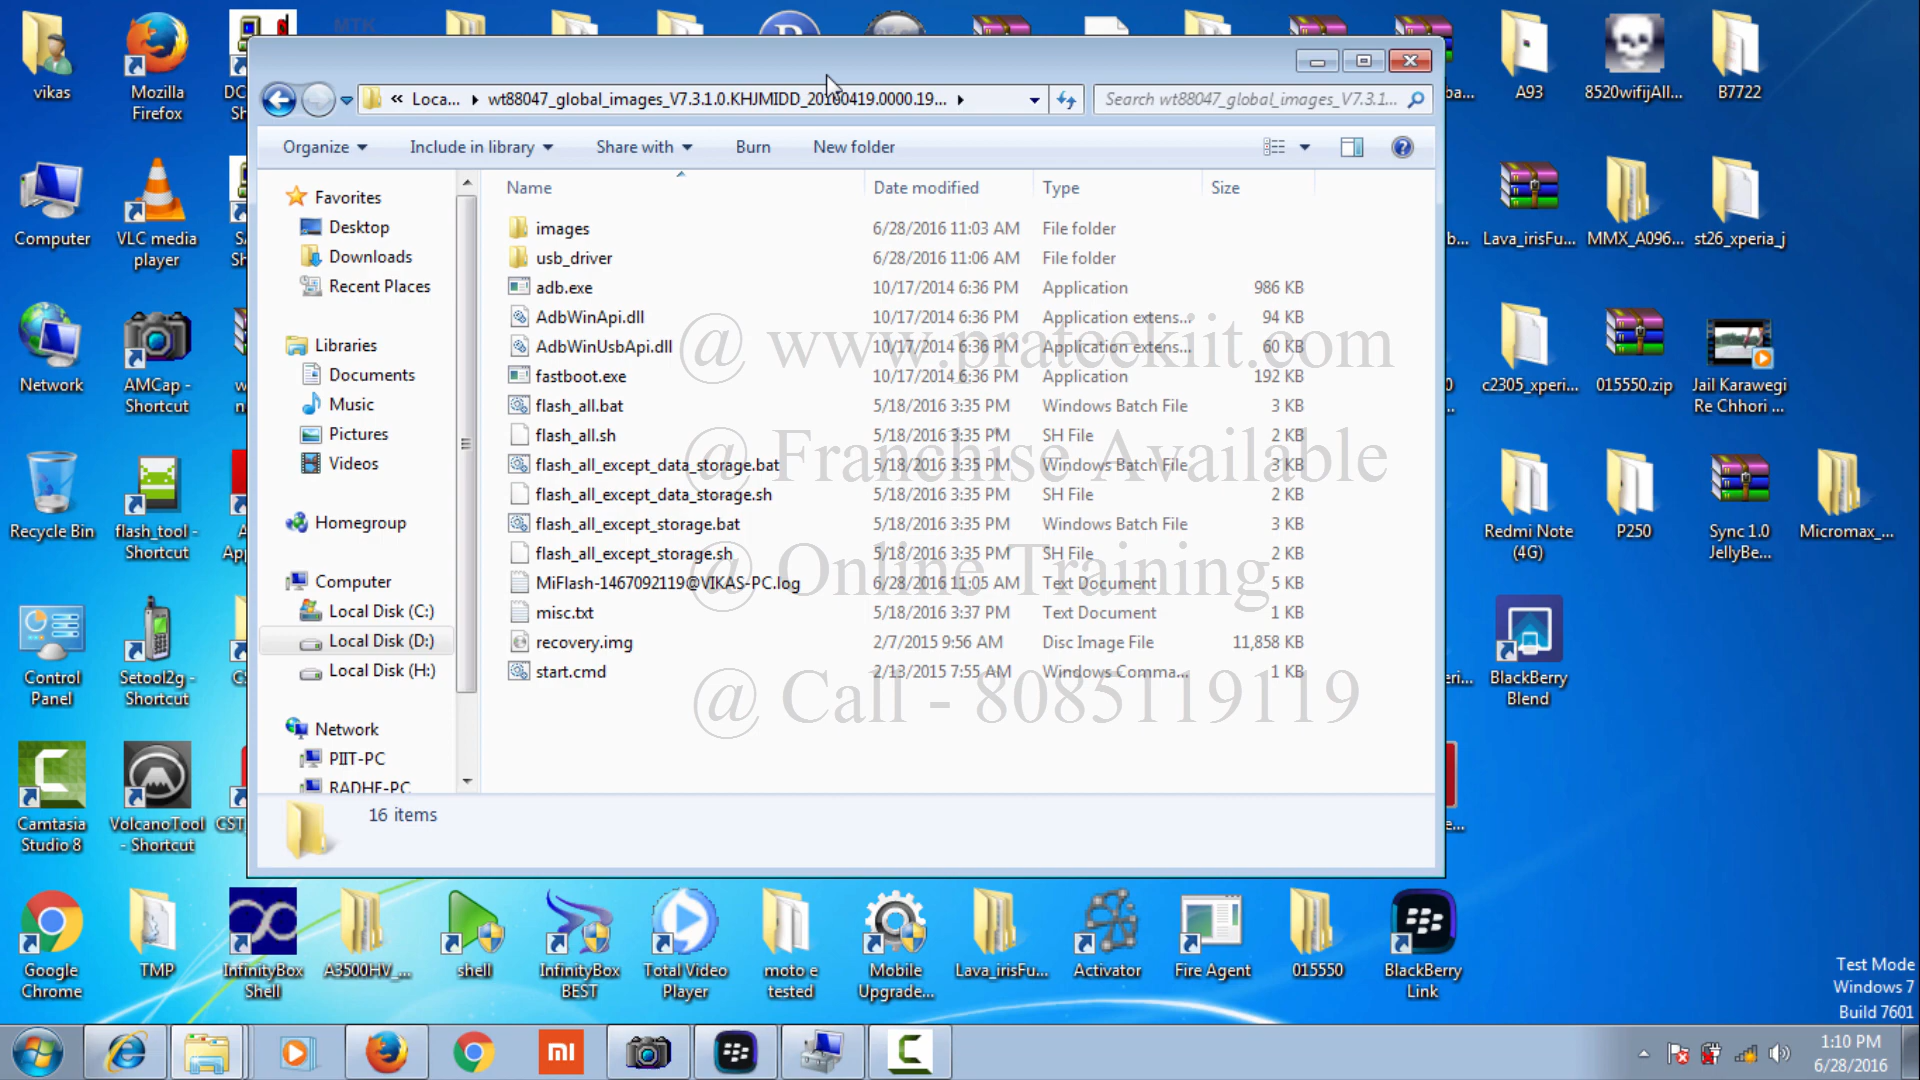 vikas
Mozilla
Firefox
MTK
A93
8520wifijAll...
B7722
« Loca... ▸ wt88047_global_images_V7.3.1.0.KHJMIDD_20160419.0000.19... ▸
Search wt88047_global_images_V7.3.1...
Organize
Include in library
Share with
Burn
New folder
Name
Date modified
Type
Size
Favorites
Desktop
Downloads
Recent Places
Libraries
Documents
Music
Pictures
Videos
Homegroup
Computer
Local Disk (C:)
Local Disk (D:)
Local Disk (H:)
Network
PIIT-PC
RADHE-PC
images 6/28/2016 11:03 AM File folder
usb_driver 6/28/2016 11:06 AM File folder
adb.exe 10/17/2014 6:36 PM Application 986 KB
AdbWinApi.dll 10/17/2014 6:36 PM Application extens... 94 KB
AdbWinUsbApi.dll 10/17/2014 6:36 PM Application extens... 60 KB
fastboot.exe 10/17/2014 6:36 PM Application 192 KB
flash_all.bat 5/18/2016 3:35 PM Windows Batch File 3 KB
flash_all.sh 5/18/2016 3:35 PM SH File 2 KB
flash_all_except_data_storage.bat 5/18/2016 3:35 PM Windows Batch File 3 KB
flash_all_except_data_storage.sh 5/18/2016 3:35 PM SH File 2 KB
flash_all_except_storage.bat 5/18/2016 3:35 PM Windows Batch File 3 KB
flash_all_except_storage.sh 5/18/2016 3:35 PM SH File 2 KB
MiFlash-1467092119@VIKAS-PC.log 6/28/2016 11:05 AM Text Document 5 KB
misc.txt 5/18/2016 3:37 PM Text Document 1 KB
recovery.img 2/7/2015 9:56 AM Disc Image File 11,858 KB
start.cmd 2/13/2015 7:55 AM Windows Comma... 1 KB
@ www.prateekiit.com
@ Franchise Available
@ Online Training
@ Call - 8085119119
16 items
Computer
VLC media
player
Lava_irisFu...
MMX_A096...
st26_xperia_j
Network
AMCap -
Shortcut
c2305_xperi...
015550.zip
Jail Karawegi
Re Chhori ...
Recycle Bin
flash_tool -
Shortcut
Redmi Note
(4G)
P250
Sync 1.0
JellyBe...
Micromax_...
Control
Panel
Setool2g -
Shortcut
BlackBerry
Blend
Camtasia
Studio 8
VolcanoTool
- Shortcut
Google
Chrome
TMP
InfinityBox
Shell
A3500HV_...
shell
InfinityBox
BEST
Total Video
Player
moto e
tested
Mobile
Upgrade...
Lava_irisFu...
Activator
Fire Agent
015550
BlackBerry
Link
Test Mode
Windows 7
Build 7601
mi
1:10 PM
6/28/2016